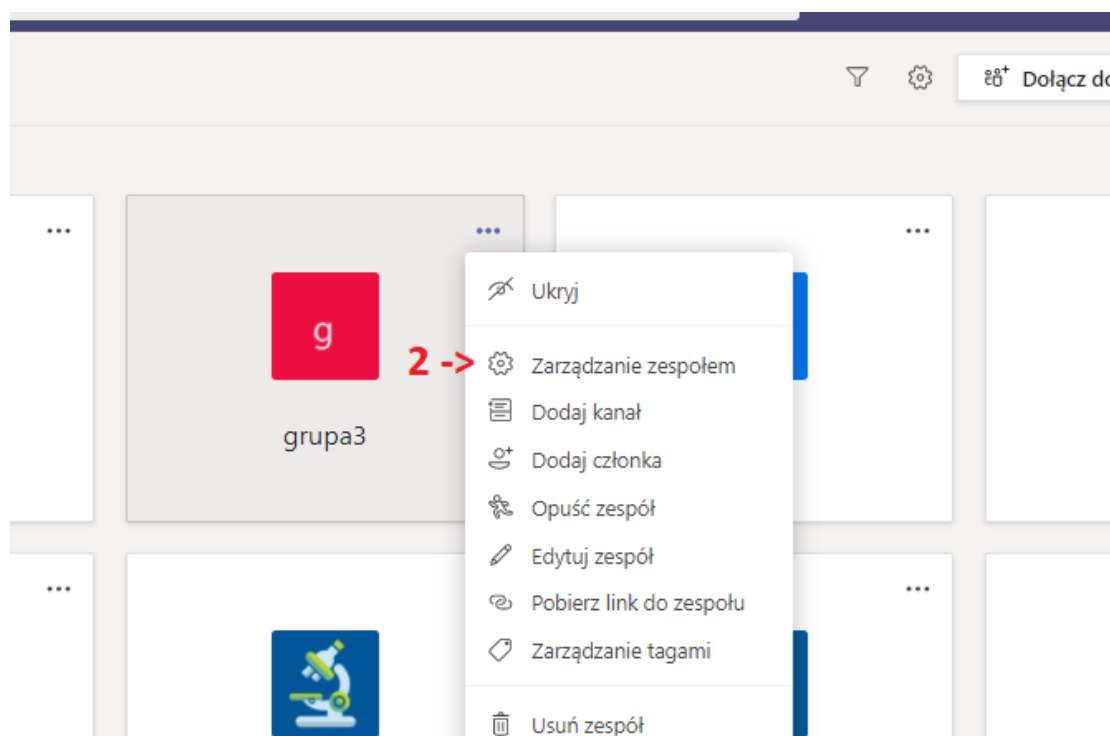 Dołącz do
...
...
...
Ukryj
g
2 -> Zarządzanie zespołem
Dodaj kanał
grupa3
Dodaj członka
Opuść zespół
Edytuj zespół
...
...
Pobierz link do zespołu
Zarządzanie tagami
Usuń zespół